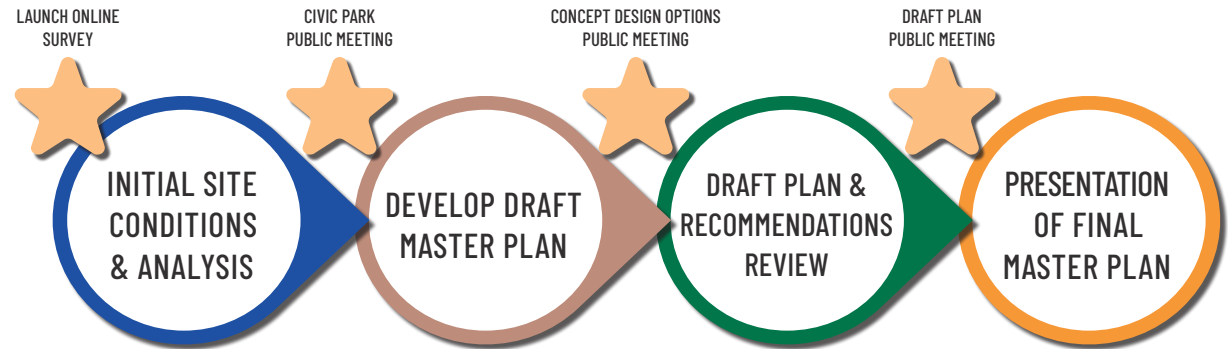 LAUNCH ONLINE
SURVEY
CIVIC PARK
PUBLIC MEETING
CONCEPT DESIGN OPTIONS
PUBLIC MEETING
DRAFT PLAN
PUBLIC MEETING
INITIAL SITE
CONDITIONS
& ANALYSIS
DEVELOP DRAFT
MASTER PLAN
DRAFT PLAN &
RECOMMENDATIONS
REVIEW
PRESENTATION
OF FINAL
MASTER PLAN